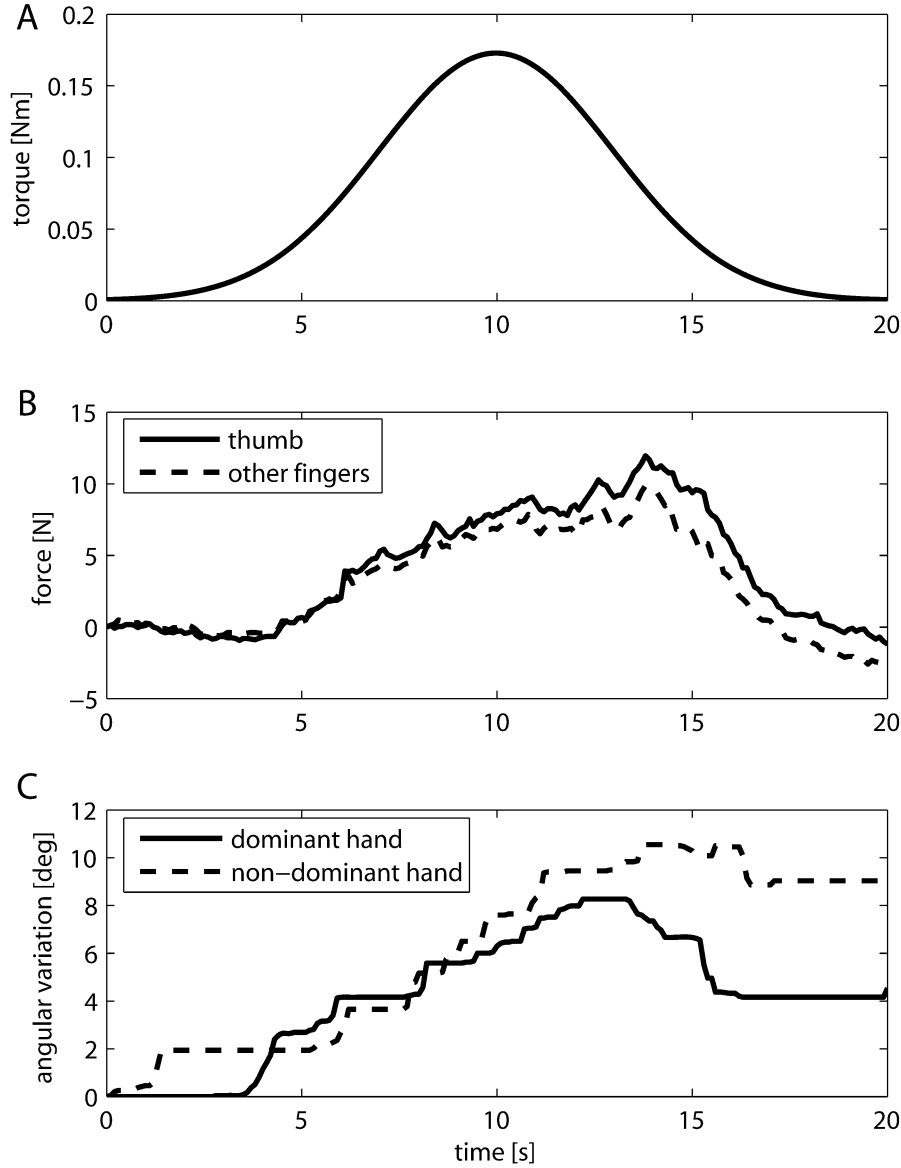 A
torque [Nm]
0.2
0.15
0.1
0.05
0
0 5 10 15 20
B
force [N]
15
10
5
0
−5
thumb
other fingers
0 5 10 15 20
C
angular variation [deg]
12
10
8
6
4
2
0
dominant hand
non−dominant hand
0 5 10 15 20
time [s]